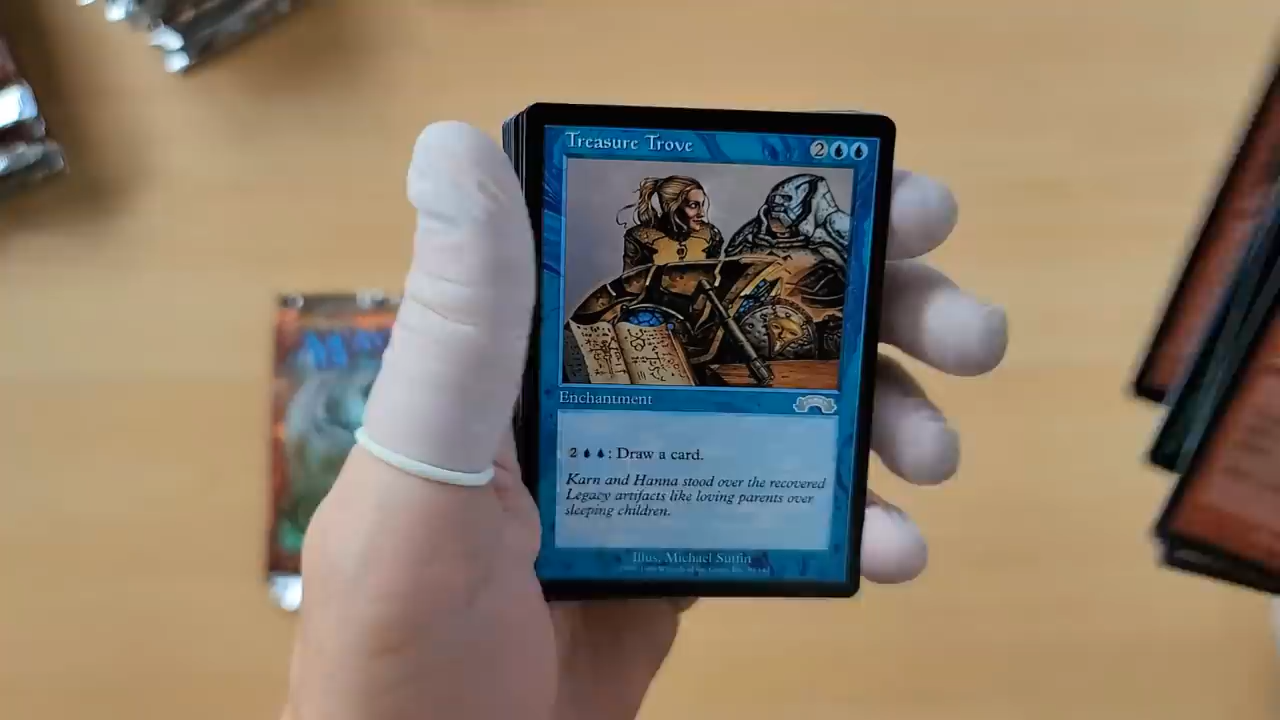 Treasure Trove 2
Enchantment
2 : Draw a card.
Karn and Hanna stood over the recovered
Legacy artifacts like loving parents over
sleeping children.
Illus. Michael Sutfin